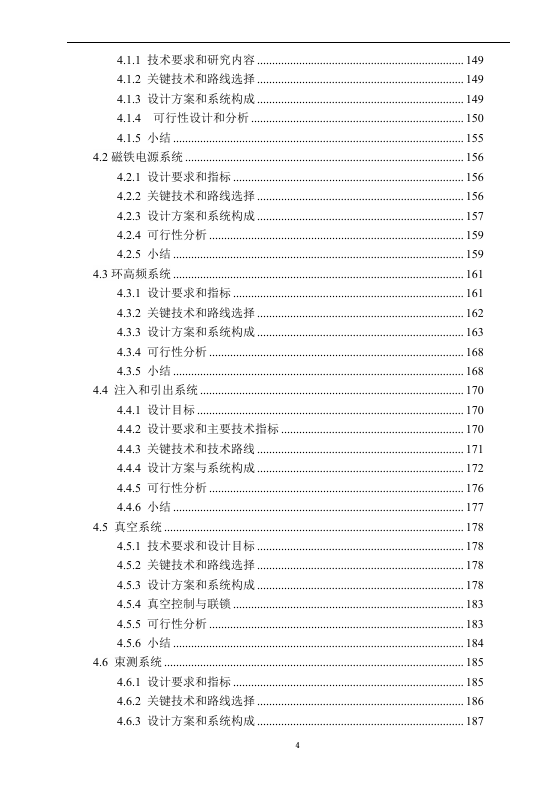 4.1.1 技术要求和研究内容 149
4.1.2 关键技术和路线选择 149
4.1.3 设计方案和系统构成 149
4.1.4 可行性设计和分析 150
4.1.5 小结 155
4.2 磁铁电源系统 156
4.2.1 设计要求和指标 156
4.2.2 关键技术和路线选择 156
4.2.3 设计方案和系统构成 157
4.2.4 可行性分析 159
4.2.5 小结 159
4.3 环高频系统 161
4.3.1 设计要求和指标 161
4.3.2 关键技术和路线选择 162
4.3.3 设计方案和系统构成 163
4.3.4 可行性分析 168
4.3.5 小结 168
4.4 注入和引出系统 170
4.4.1 设计目标 170
4.4.2 设计要求和主要技术指标 170
4.4.3 关键技术和技术路线 171
4.4.4 设计方案与系统构成 172
4.4.5 可行性分析 176
4.4.6 小结 177
4.5 真空系统 178
4.5.1 技术要求和设计目标 178
4.5.2 关键技术和路线选择 178
4.5.3 设计方案和系统构成 178
4.5.4 真空控制与联锁 183
4.5.5 可行性分析 183
4.5.6 小结 184
4.6 束测系统 185
4.6.1 设计要求和指标 185
4.6.2 关键技术和路线选择 186
4.6.3 设计方案和系统构成 187
4